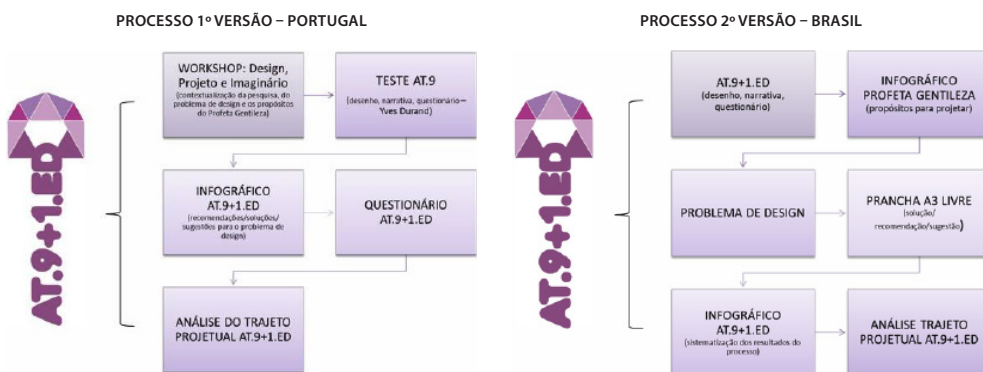 PROCESSO 1º VERSÃO – PORTUGAL
AT.9+1.ED
WORKSHOP: Design,
Projeto e Imaginário
(contextualização da pesquisa, do
problema de design e os propósitos
do Profeta Gentileza)
TESTE AT.9
(desenho, narrativa, questionário–
Yves Durand)
INFOGRÁFICO
AT.9+1.ED
(recomendações/soluções/
sugestões para o problema de
design)
QUESTIONÁRIO
AT.9+1.ED
ANÁLISE DO TRAJETO
PROJETUAL AT.9+1.ED
PROCESSO 2º VERSÃO – BRASIL
AT.9+1.ED
AT.9+1.ED
(desenho, narrativa,
questionário)
INFOGRÁFICO
PROFETA GENTILEZA
(propósitos para projetar)
PROBLEMA DE DESIGN
PRANCHA A3 LIVRE
(solução/
recomendação/sugestão)
INFOGRÁFICO
AT.9+1.ED
(sistematização dos resultados do
processo)
ANÁLISE TRAJETO
PROJETUAL AT.9+1.ED